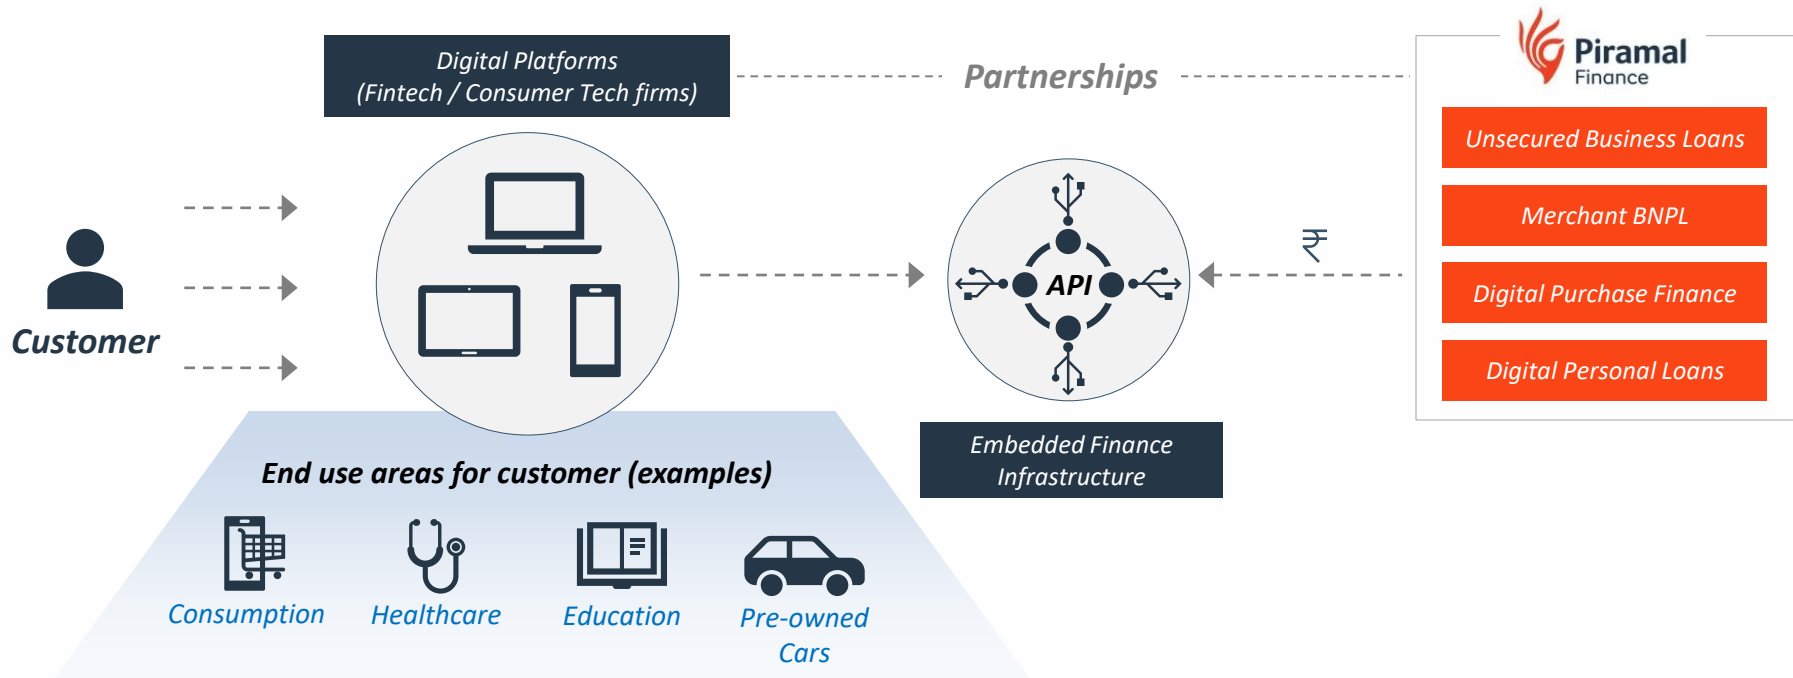 Digital Platforms
(Fintech / Consumer Tech firms)
Partnerships
Piramal
Finance
Unsecured Business Loans
Merchant BNPL
Digital Purchase Finance
Digital Personal Loans
₹
API
Customer
Embedded Finance
Infrastructure
End use areas for customer (examples)
Consumption
Healthcare
Education
Pre-owned
Cars